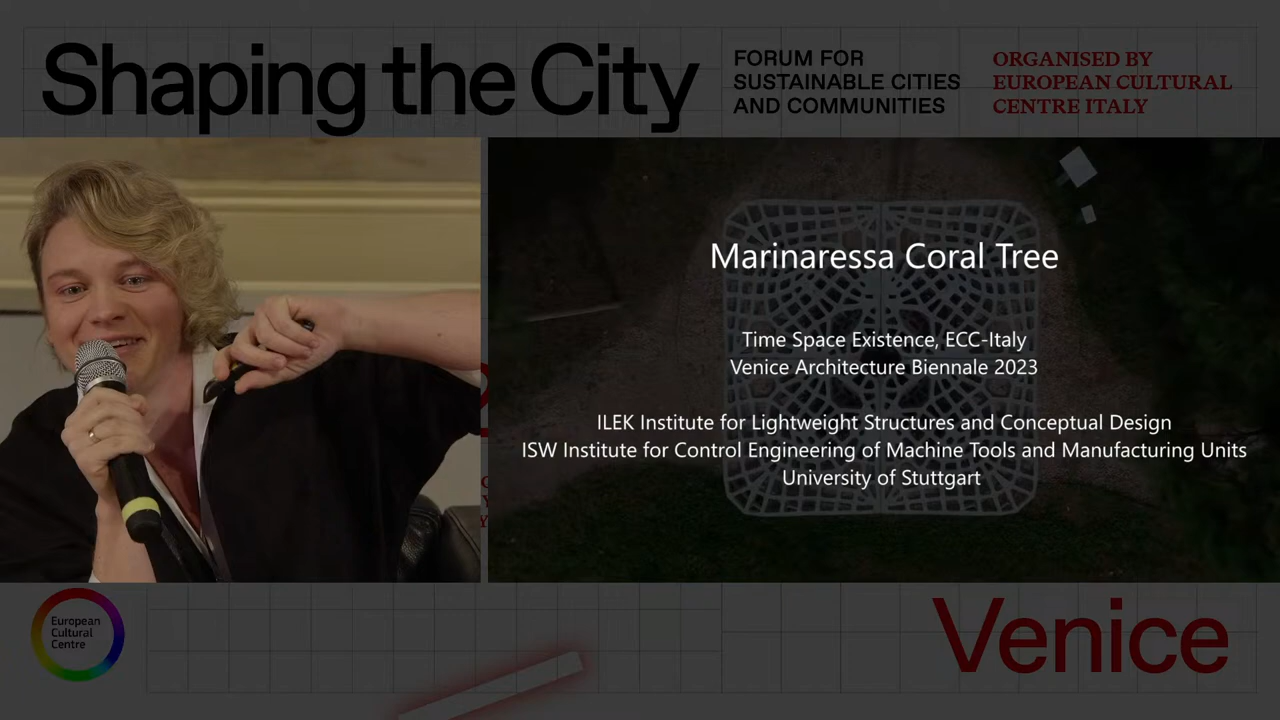 Shaping the City
FORUM FOR
SUSTAINABLE CITIES
AND COMMUNITIES
ORGANISED BY
EUROPEAN CULTURAL
CENTRE ITALY
Marinaressa Coral Tree
Time Space Existence, ECC-Italy
Venice Architecture Biennale 2023
ILEK Institute for Lightweight Structures and Conceptual Design
ISW Institute for Control Engineering of Machine Tools and Manufacturing Units
University of Stuttgart
European
Cultural
Centre
Venice